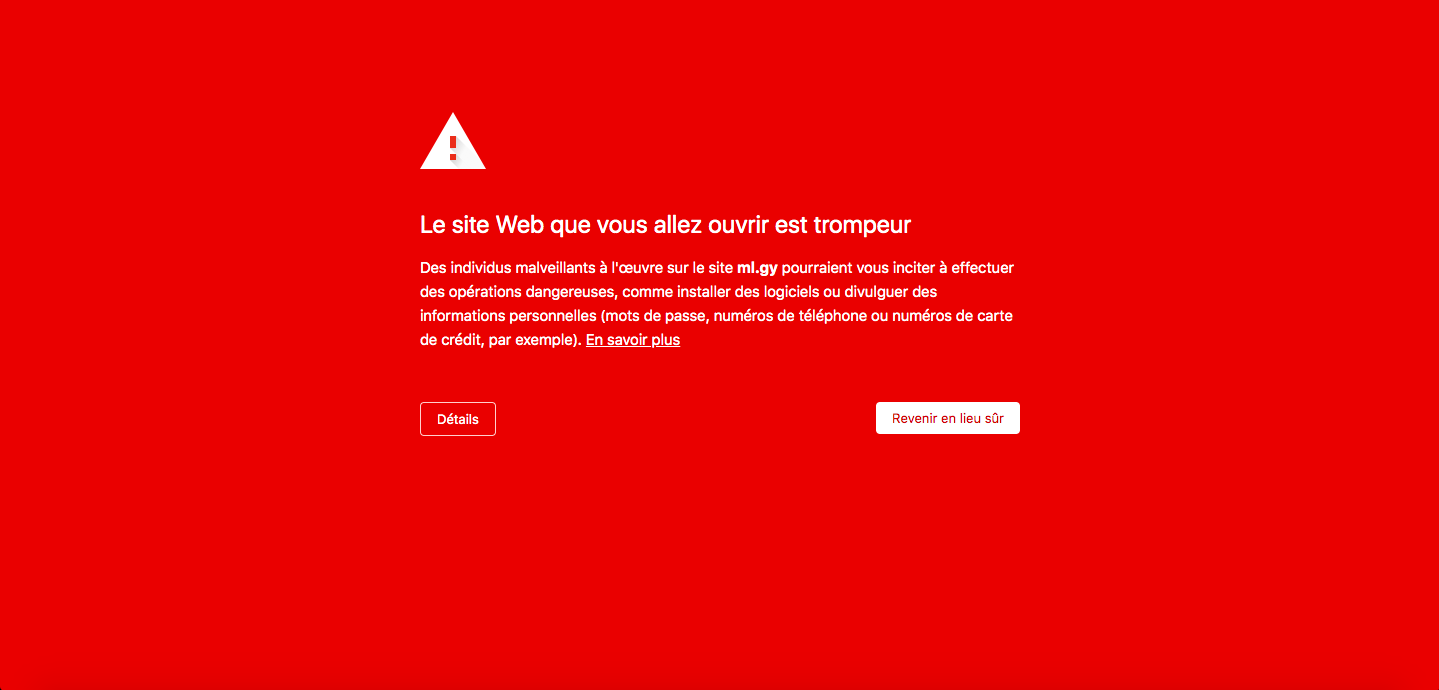 Le site Web que vous allez ouvrir est trompeur
Des individus malveillants à l'œuvre sur le site ml.gy pourraient vous inciter à effectuer
des opérations dangereuses, comme installer des logiciels ou divulguer des
informations personnelles (mots de passe, numéros de téléphone ou numéros de carte
de crédit, par exemple). En savoir plus
Détails
Revenir en lieu sûr